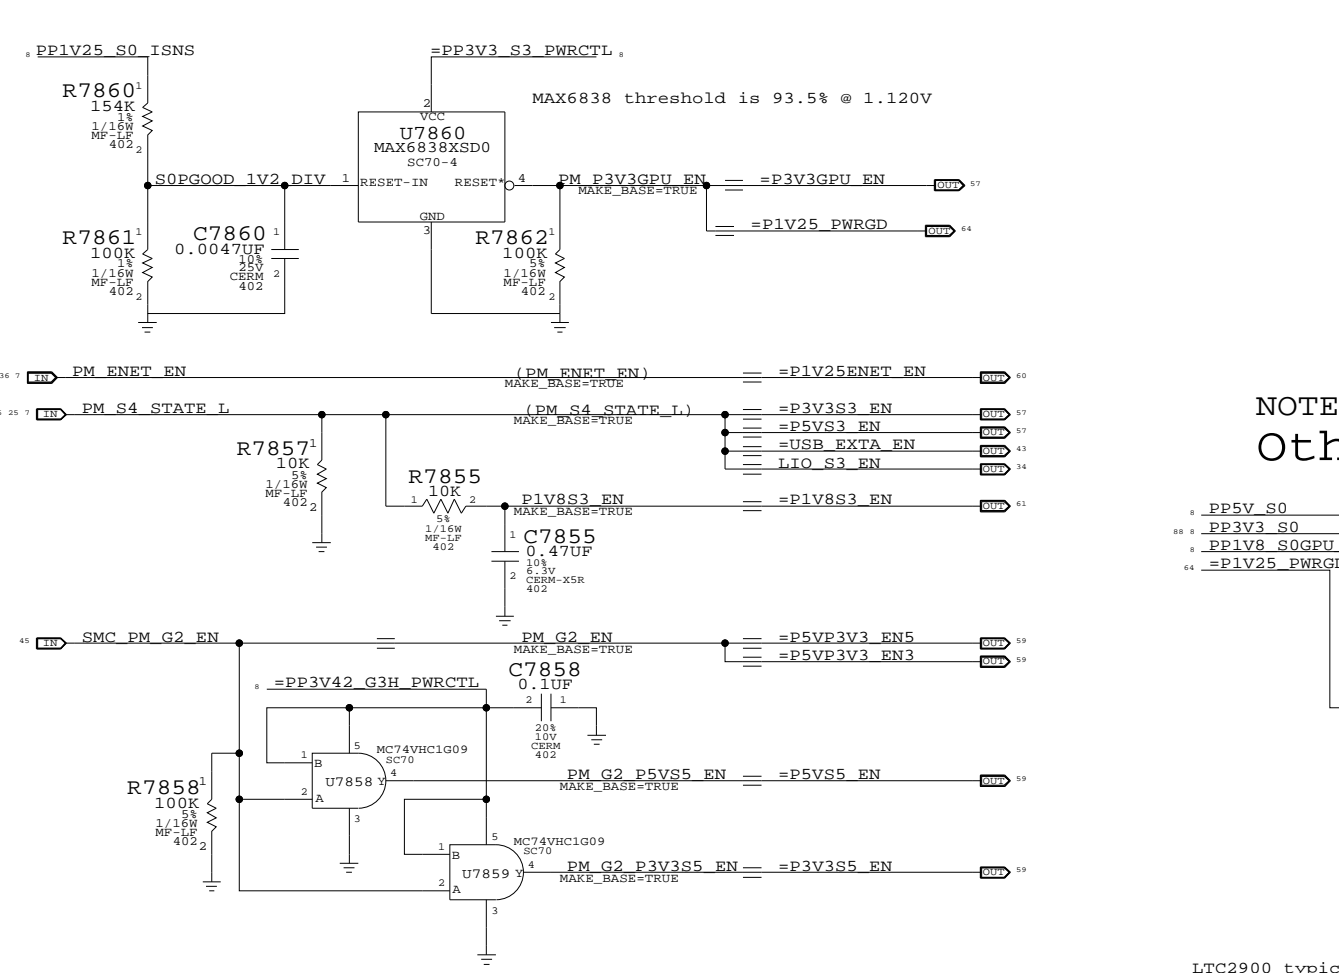 8 PP1V25_S0_ISNS
=PP3V3_S3_PWRCTL 8
R7860 1
154K
1%
1/16W
MF-LF
402 2
MAX6838 threshold is 93.5% @ 1.120V
2
VCC
U7860
MAX6838XSD0
SC70-4
S0PGOOD_1V2_DIV 1 RESET-IN RESET* 4 PM_P3V3GPU_EN =P3V3GPU_EN OUT 57
MAKE_BASE=TRUE
GND
3
=P1V25_PWRGD OUT 64
R7861 1
100K
1%
1/16W
MF-LF
402 2
C7860 1
0.0047UF
10%
25V 2
CERM
402
R7862 1
100K
5%
1/16W
MF-LF
402 2
36 7 IN PM_ENET_EN (PM_ENET_EN) =P1V25ENET_EN OUT 60
MAKE_BASE=TRUE
25 7 IN PM_S4_STATE_L (PM_S4_STATE_L) =P3V3S3_EN OUT 57
MAKE_BASE=TRUE
=P5VS3_EN OUT 57
=USB_EXTA_EN OUT 43
LIO_S3_EN OUT 34
R7857 1
10K
5%
1/16W
MF-LF
402 2
R7855
10K
1 2
5%
1/16W
MF-LF
402
P1V8S3_EN =P1V8S3_EN OUT 61
MAKE_BASE=TRUE
1 C7855
0.47UF
10%
2 6.3V
CERM-X5R
402
45 IN SMC_PM_G2_EN PM_G2_EN =P5VP3V3_EN5 OUT 59
MAKE_BASE=TRUE
=P5VP3V3_EN3 OUT 59
C7858
0.1UF
2 1
20%
10V
CERM
402
8 =PP3V42_G3H_PWRCTL
5 MC74VHC1G09
SC70
1 B
U7858 Y 4
2 A
3
PM_G2_P5VS5_EN =P5VS5_EN OUT 59
MAKE_BASE=TRUE
R7858 1
100K
5%
1/16W
MF-LF
402 2
5 MC74VHC1G09
SC70
1 B
U7859 Y 4
2 A
3
PM_G2_P3V3S5_EN =P3V3S5_EN OUT 59
MAKE_BASE=TRUE
NOTE
Oth
8 PP5V_S0
88 8 PP3V3_S0
8 PP1V8_S0GPU
64 =P1V25_PWRGD
LTC2900 typic